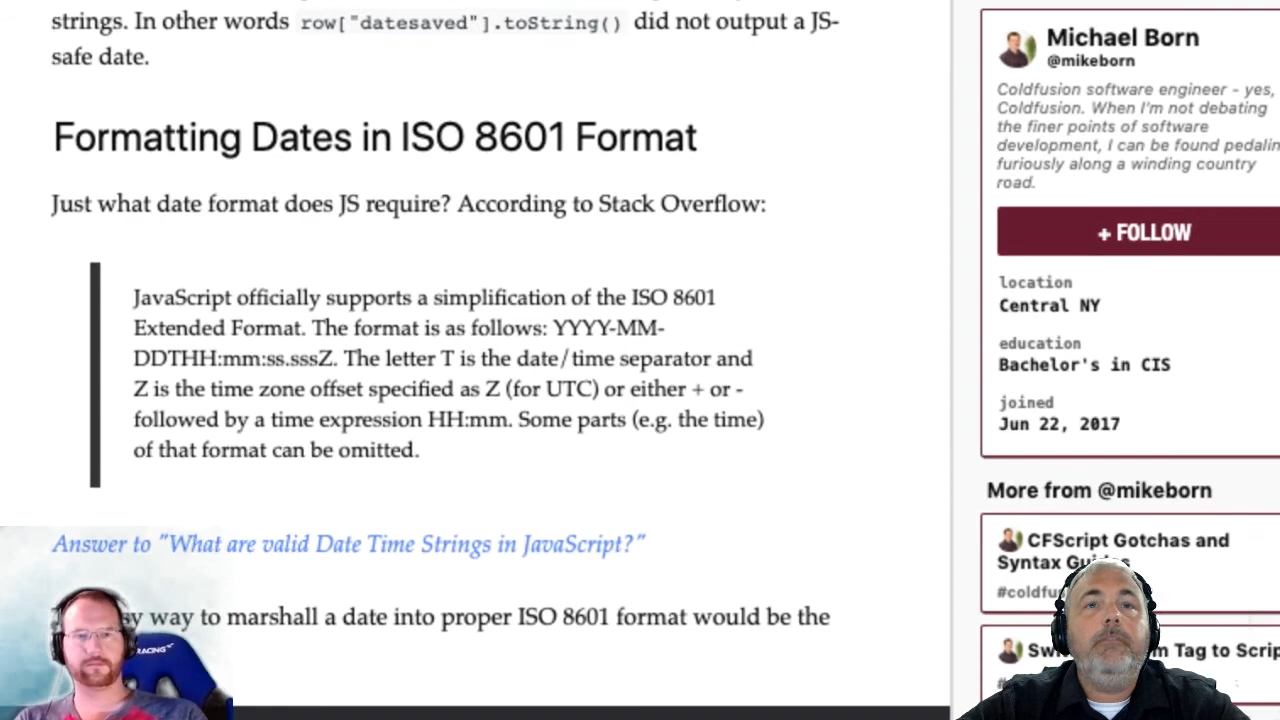 strings. In other words row["datesaved"].toString() did not output a JS-
safe date.
Formatting Dates in ISO 8601 Format
Just what date format does JS require? According to Stack Overflow:
JavaScript officially supports a simplification of the ISO 8601
Extended Format. The format is as follows: YYYY-MM-
DDTHH:mm:ss.sssZ. The letter T is the date/time separator and
Z is the time zone offset specified as Z (for UTC) or either + or -
followed by a time expression HH:mm. Some parts (e.g. the time)
of that format can be omitted.
Answer to "What are valid Date Time Strings in JavaScript?"
way to marshall a date into proper ISO 8601 format would be the
RACING
Michael Born
@mikeborn
Coldfusion software engineer - yes,
Coldfusion. When I'm not debating
the finer points of software
development, I can be found
furiously along a winding country
road.
+ FOLLOW
location
Central NY
education
Bachelor's in CIS
joined
Jun 22, 2017
More from @mikeborn
CFScript Gotchas and
Syntax
Tag to